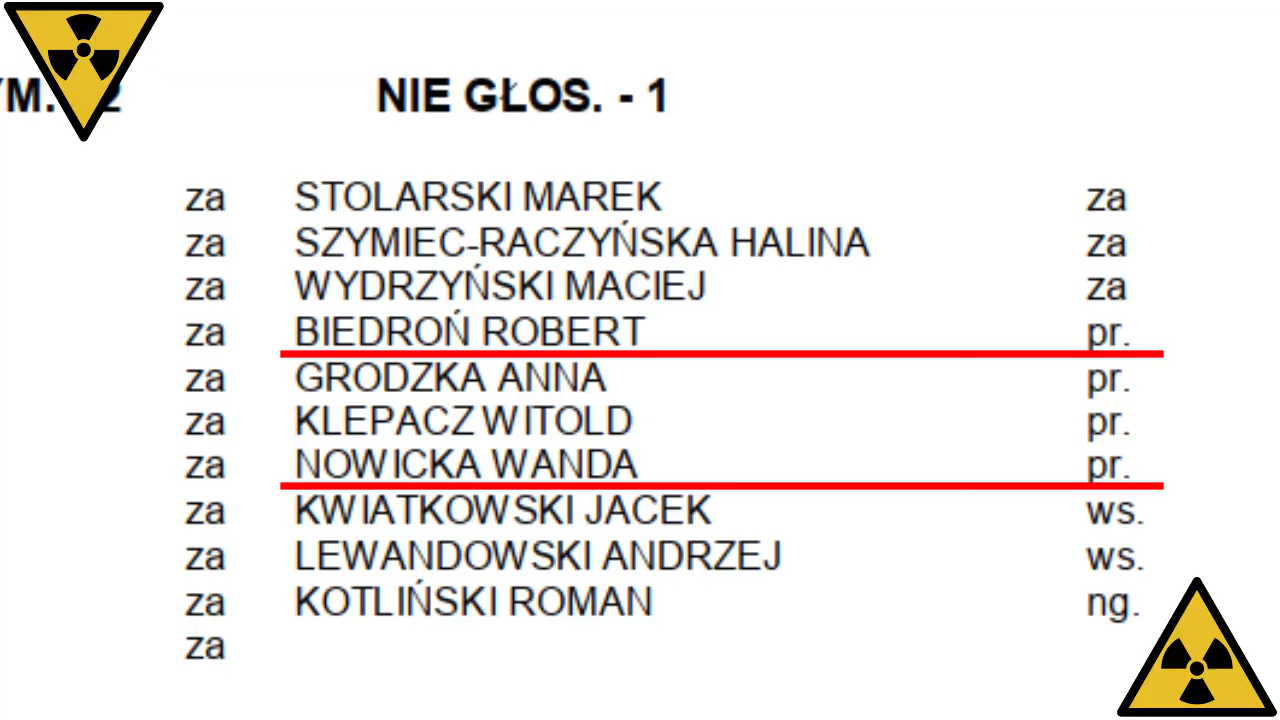 YM. - 2 NIE GŁOS. - 1
za STOLARSKI MAREK za
za SZYMIEC-RACZYŃSKA HALINA za
za WYDRZYŃSKI MACIEJ za
za BIEDROŃ ROBERT pr.
za GRODZKA ANNA pr.
za KLEPACZ WITOLD pr.
za NOWICKA WANDA pr.
za KWIATKOWSKI JACEK ws.
za LEWANDOWSKI ANDRZEJ ws.
za KOTLIŃSKI ROMAN ng.
za